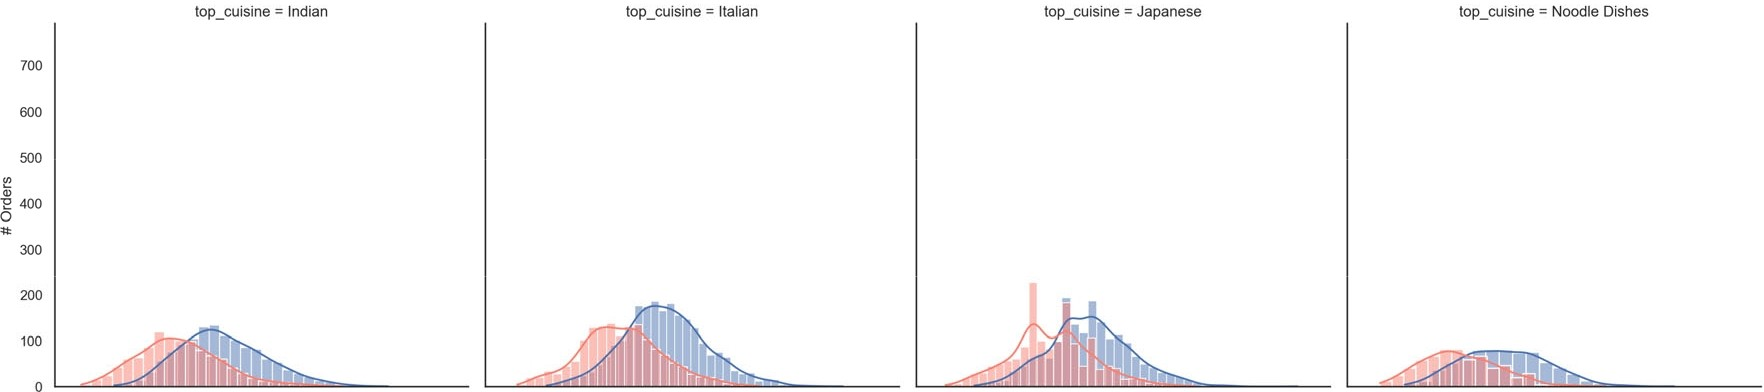 top_cuisine = Indian
top_cuisine = Italian
top_cuisine = Japanese
top_cuisine = Noodle Dishes
# Orders
700
600
500
400
300
200
100
0